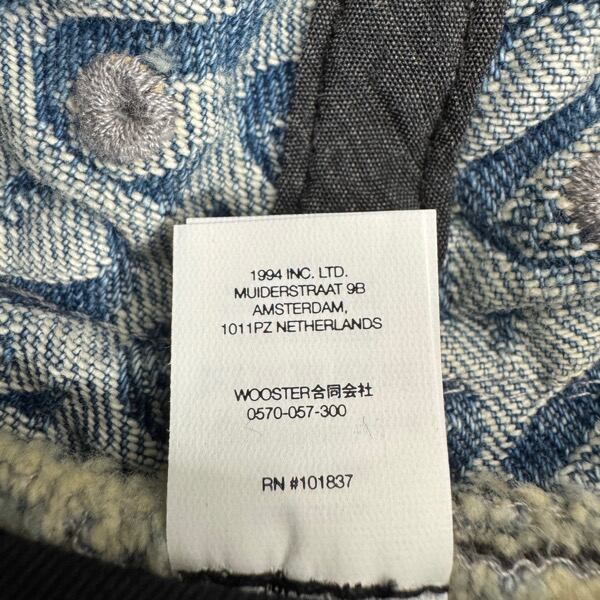 1994 INC. LTD.
MUIDERSTRAAT 9B
AMSTERDAM,
1011PZ NETHERLANDS
WOOSTER合同会社
0570-057-300
RN #101837